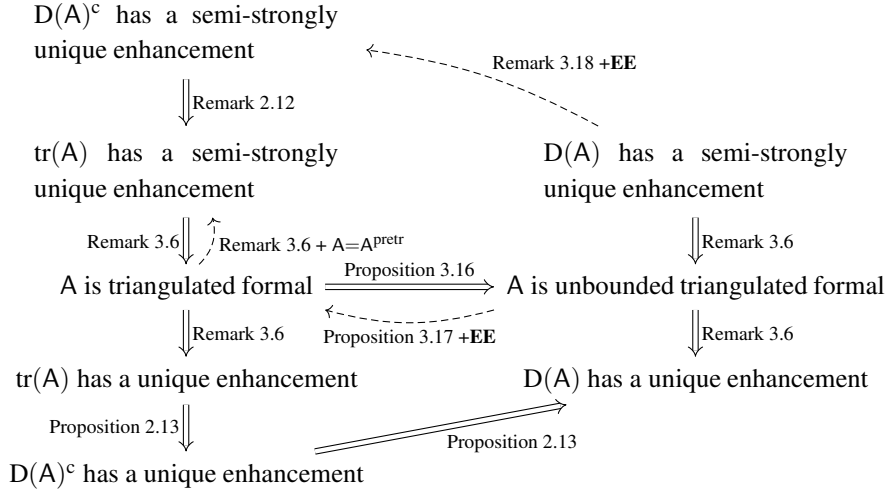 D(A)ᶜ has a semi-strongly
unique enhancement
Remark 3.18 +EE
Remark 2.12
tr(A) has a semi-strongly
unique enhancement
D(A) has a semi-strongly
unique enhancement
Remark 3.6
Remark 3.6 + A=Aᵖʳᵉᵗʳ
Remark 3.6
A is triangulated formal
Proposition 3.16
A is unbounded triangulated formal
Remark 3.6
Proposition 3.17 +EE
Remark 3.6
tr(A) has a unique enhancement
D(A) has a unique enhancement
Proposition 2.13
Proposition 2.13
D(A)ᶜ has a unique enhancement